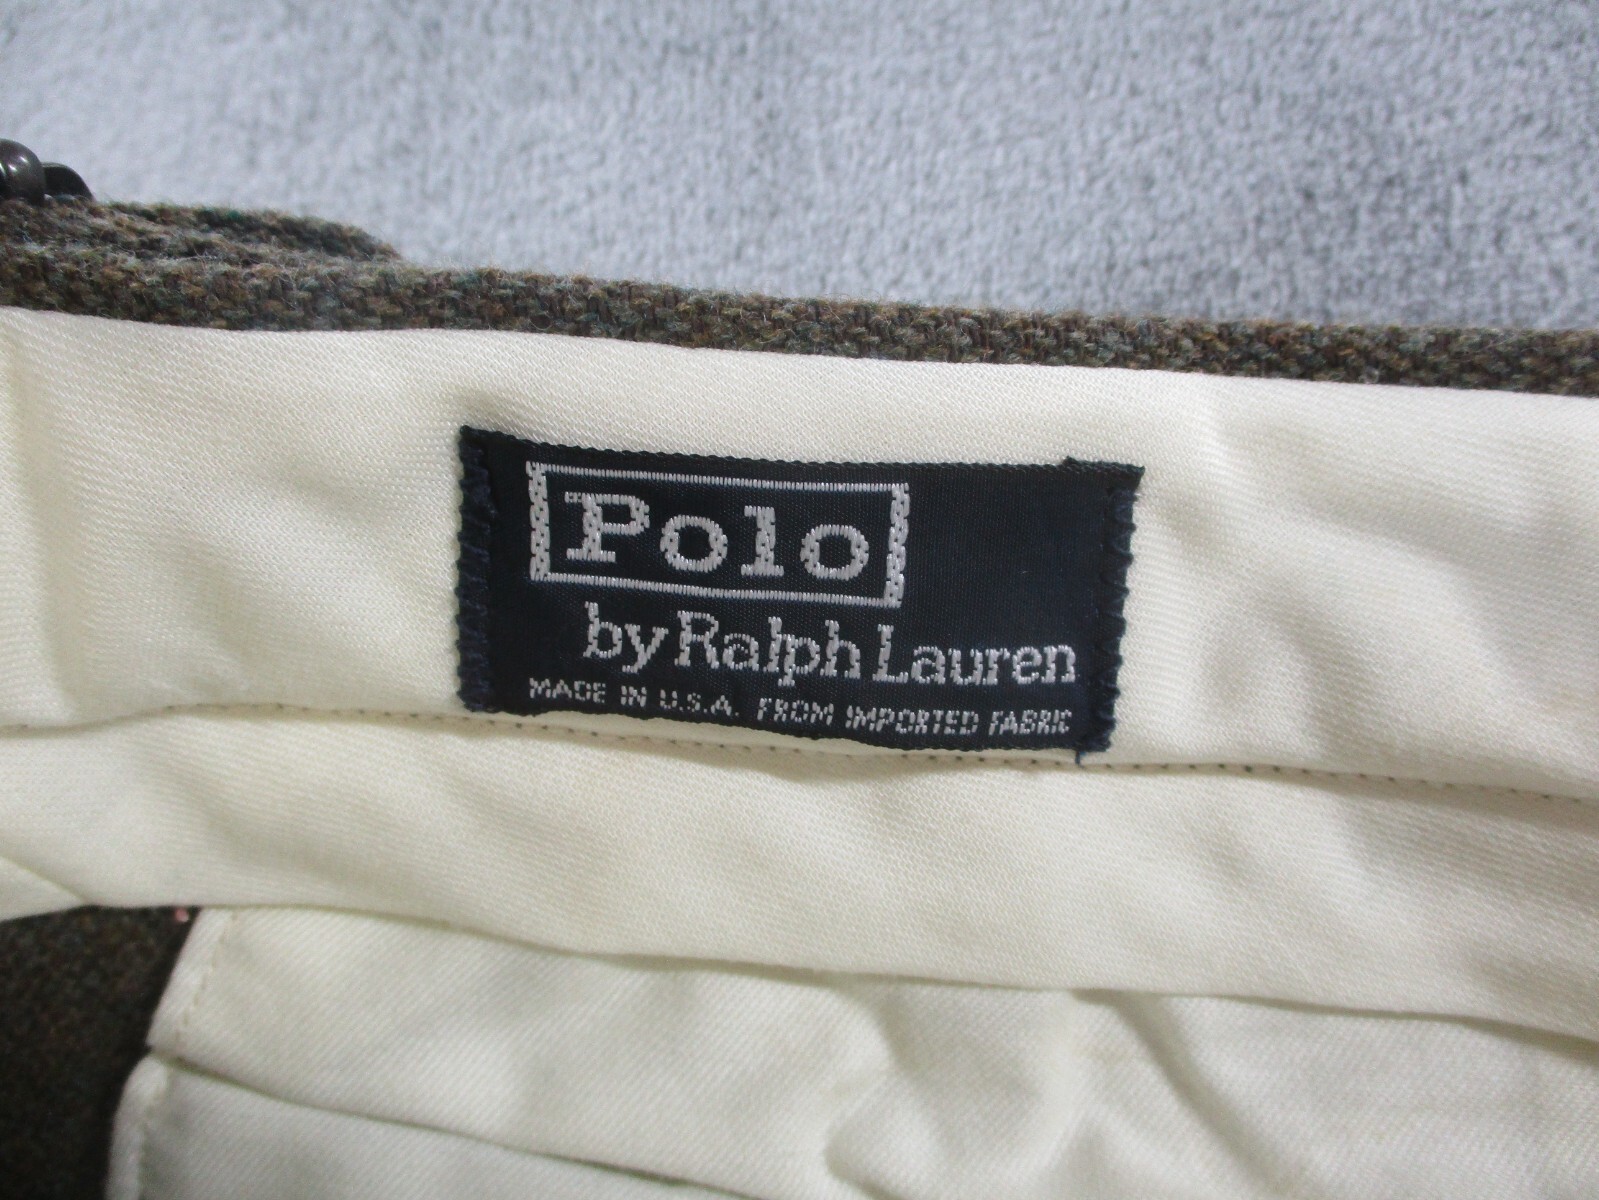 Polo
by Ralph Lauren
MADE IN U.S.A. FROM IMPORTED FABRIC